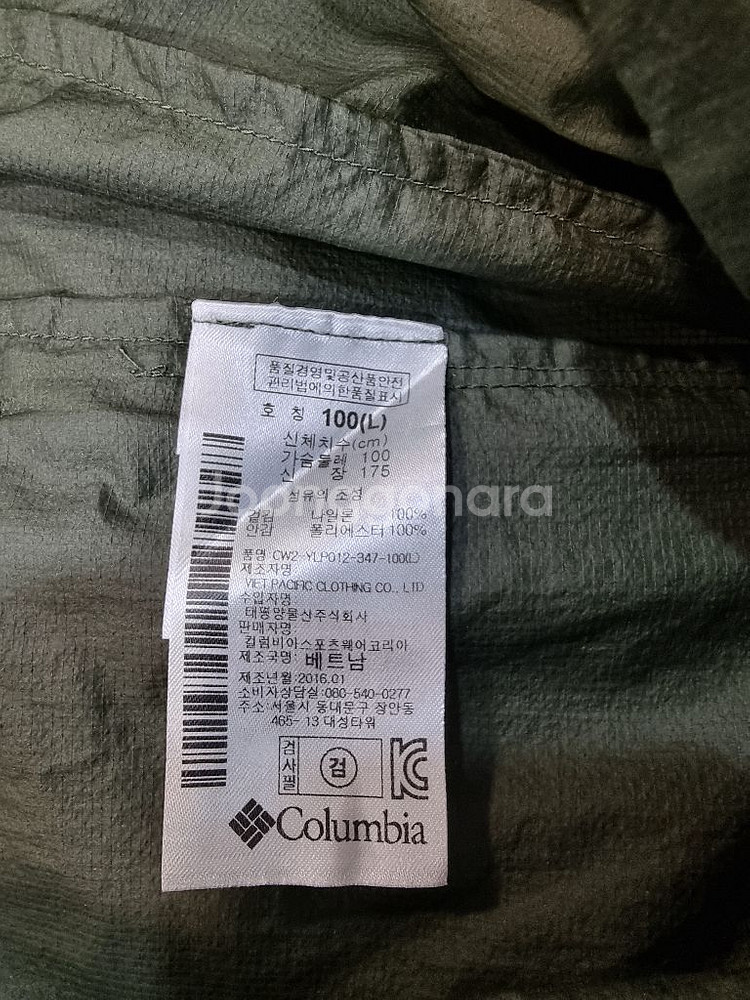 품질경영및공산품안전
관리법에의한품질표시
호 칭 100(L)
신체치수(cm)
가슴둘레 100
신 장 175
섬유의 조성
겉감 나일론 100%
안감 폴리에스터 100%
품명: CW2-YLP012-347-100(L)
제조자명
VIET PACIFIC CLOTHING CO., LTD
수입자명
태평양물산주식회사
판매자명
컬럼비아스포츠웨어코리아
제조국명: 베트남
제조년월:2016.01
소비자상담실:080-540-0277
주소:서울시 동대문구 장안동
465-13 대성타워
검사필
검
KC
Columbia
Joonggonara